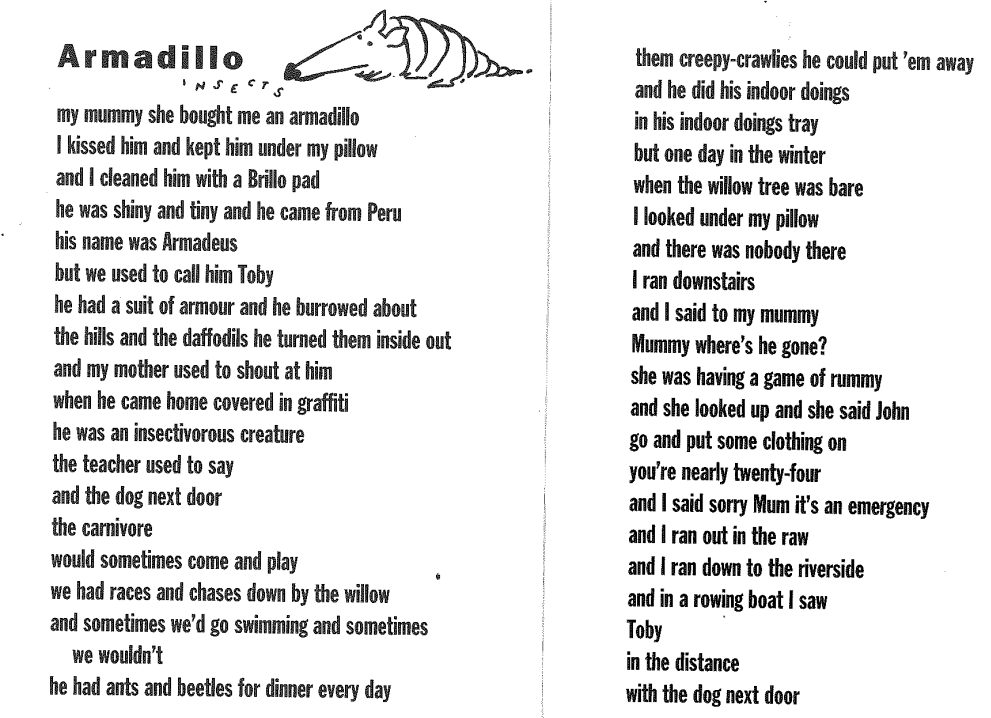 Armadillo
INSECTS
my mummy she bought me an armadillo
I kissed him and kept him under my pillow
and I cleaned him with a Brillo pad
he was shiny and tiny and he came from Peru
his name was Armadeus
but we used to call him Toby
he had a suit of armour and he burrowed about
the hills and the daffodils he turned them inside out
and my mother used to shout at him
when he came home covered in graffiti
he was an insectivorous creature
the teacher used to say
and the dog next door
the carnivore
would sometimes come and play
we had races and chases down by the willow
and sometimes we'd go swimming and sometimes
we wouldn't
he had ants and beetles for dinner every day
them creepy-crawlies he could put 'em away
and he did his indoor doings
in his indoor doings tray
but one day in the winter
when the willow tree was bare
I looked under my pillow
and there was nobody there
I ran downstairs
and I said to my mummy
Mummy where's he gone?
she was having a game of rummy
and she looked up and she said John
go and put some clothing on
you're nearly twenty-four
and I said sorry Mum it's an emergency
and I ran out in the raw
and I ran down to the riverside
and in a rowing boat I saw
Toby
in the distance
with the dog next door